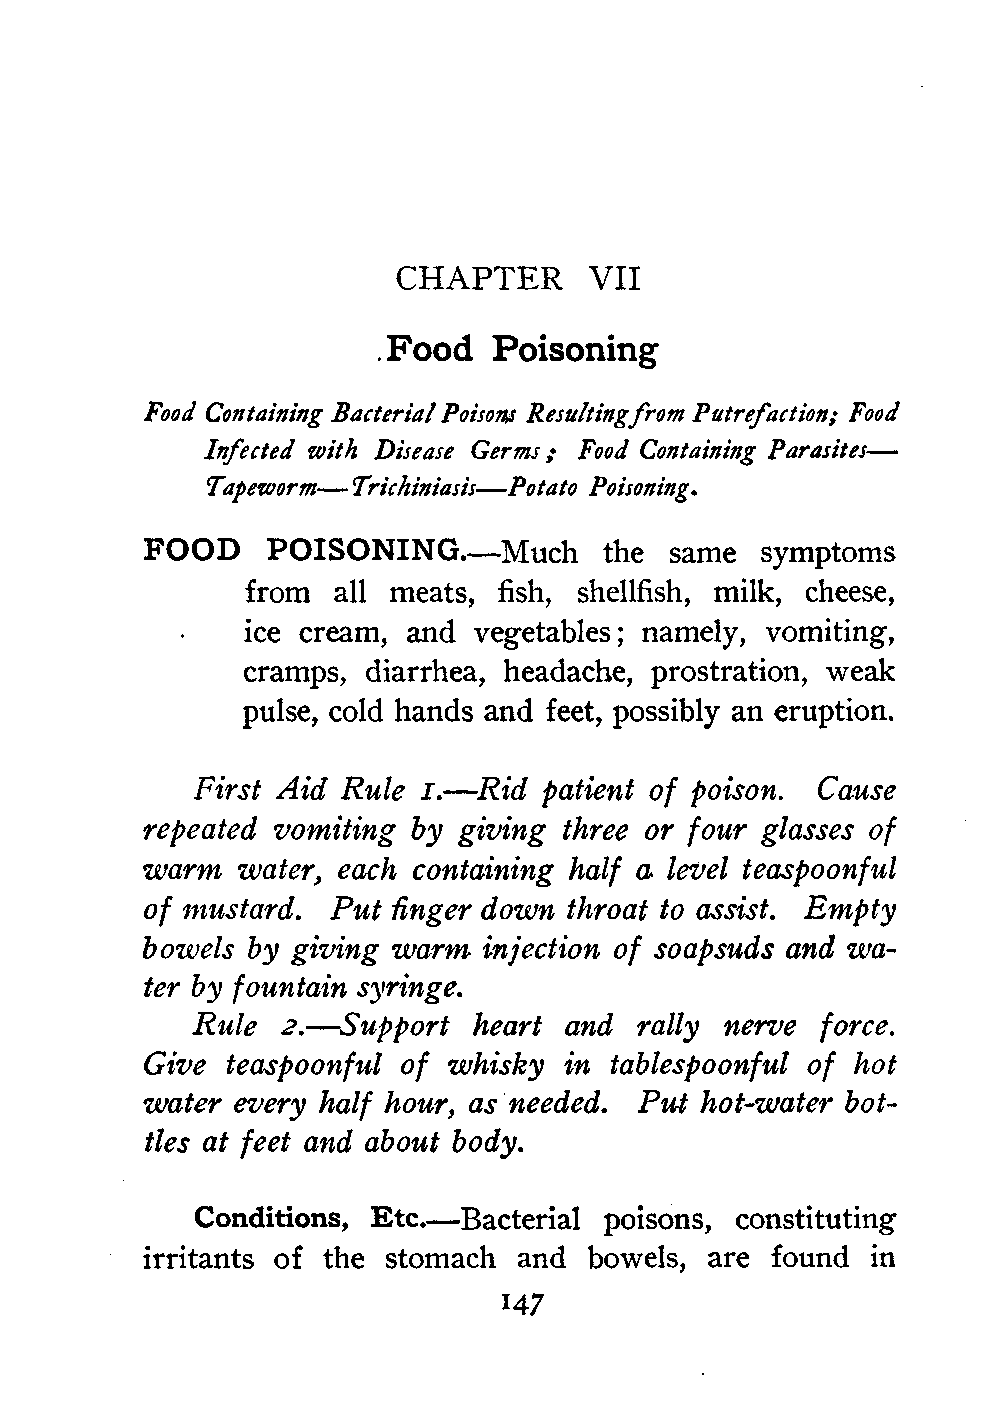 CHAPTER VII
Food Poisoning
Food Containing Bacterial Poisons Resulting from Putrefaction; Food
Infected with Disease Germs; Food Containing Parasites—
Tapeworm—Trichiniasis—Potato Poisoning.
FOOD POISONING.—Much the same symptoms
from all meats, fish, shellfish, milk, cheese,
ice cream, and vegetables; namely, vomiting,
cramps, diarrhea, headache, prostration, weak
pulse, cold hands and feet, possibly an eruption.
First Aid Rule 1.—Rid patient of poison. Cause
repeated vomiting by giving three or four glasses of
warm water, each containing half a level teaspoonful
of mustard. Put finger down throat to assist. Empty
bowels by giving warm injection of soapsuds and wa-
ter by fountain syringe.
Rule 2.—Support heart and rally nerve force.
Give teaspoonful of whisky in tablespoonful of hot
water every half hour, as needed. Put hot-water bot-
tles at feet and about body.
Conditions, Etc.—Bacterial poisons, constituting
irritants of the stomach and bowels, are found in
147